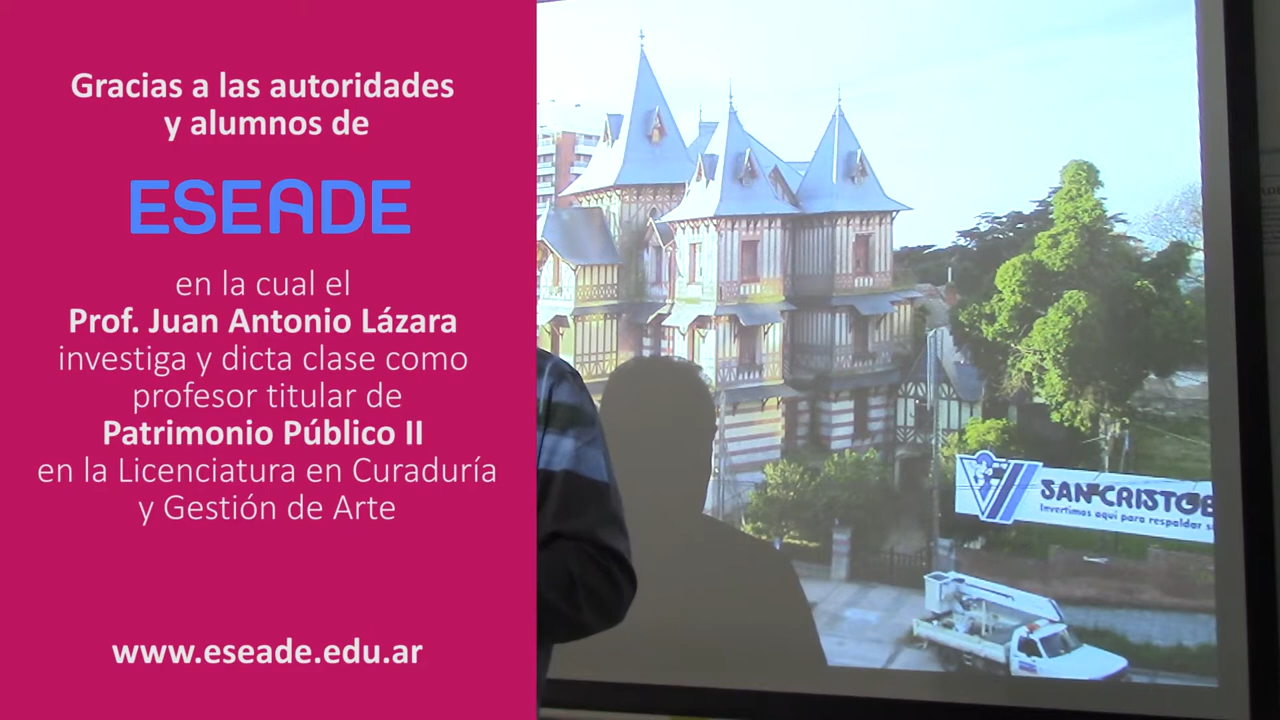 Gracias a las autoridades
y alumnos de
ESEADE
en la cual el
Prof. Juan Antonio Lázara
investiga y dicta clase como
profesor titular de
Patrimonio Público II
en la Licenciatura en Curaduría
y Gestión de Arte
www.eseade.edu.ar
Invertimos aquí para respaldar